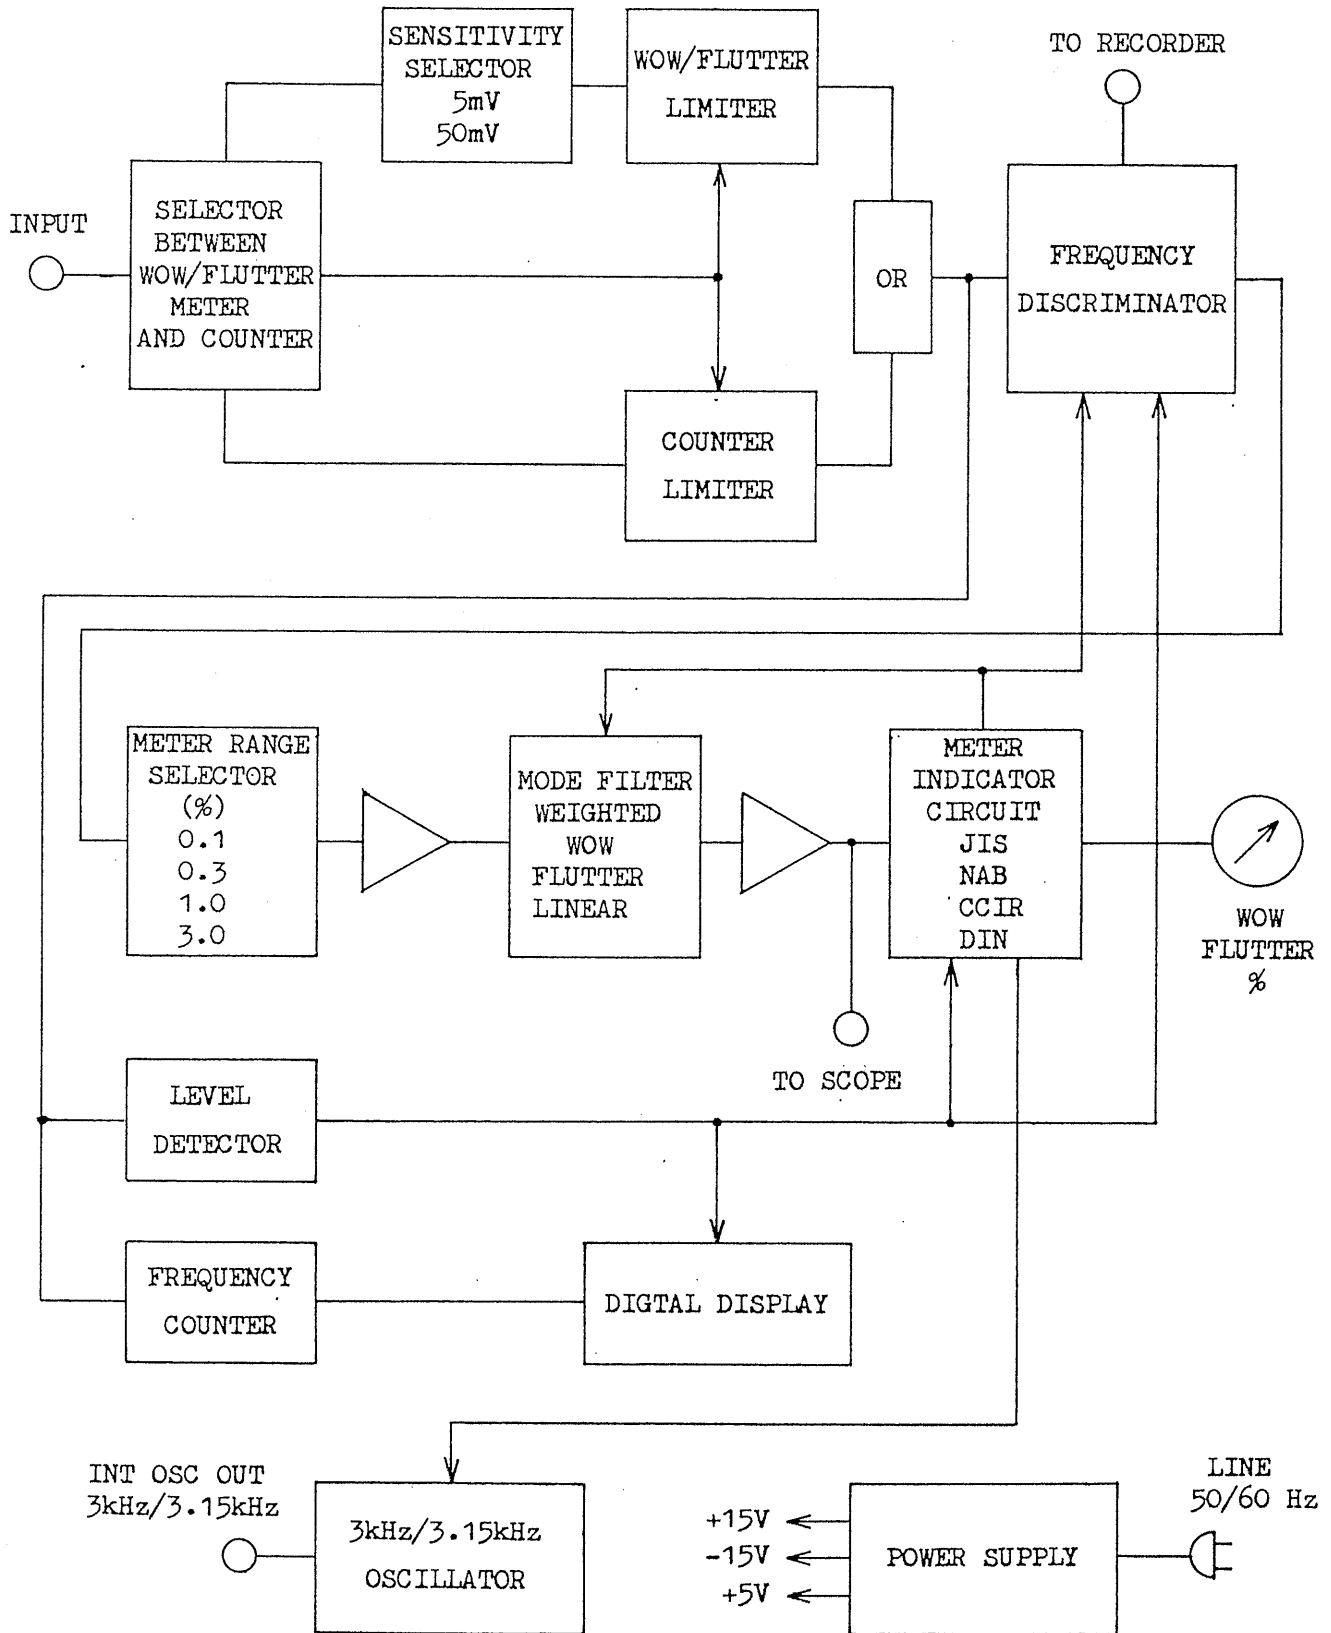 SENSITIVITY
SELECTOR
5mV
50mV
WOW/FLUTTER
LIMITER
TO RECORDER
INPUT
SELECTOR
BETWEEN
WOW/FLUTTER
METER
AND COUNTER
OR
FREQUENCY
DISCRIMINATOR
COUNTER
LIMITER
METER RANGE
SELECTOR
(%)
0.1
0.3
1.0
3.0
MODE FILTER
WEIGHTED
WOW
FLUTTER
LINEAR
METER
INDICATOR
CIRCUIT
JIS
NAB
CCIR
DIN
WOW
FLUTTER
%
TO SCOPE
LEVEL
DETECTOR
FREQUENCY
COUNTER
DIGTAL DISPLAY
INT OSC OUT
3kHz/3.15kHz
3kHz/3.15kHz
OSCILLATOR
+15V
-15V
+5V
POWER SUPPLY
LINE
50/60 Hz